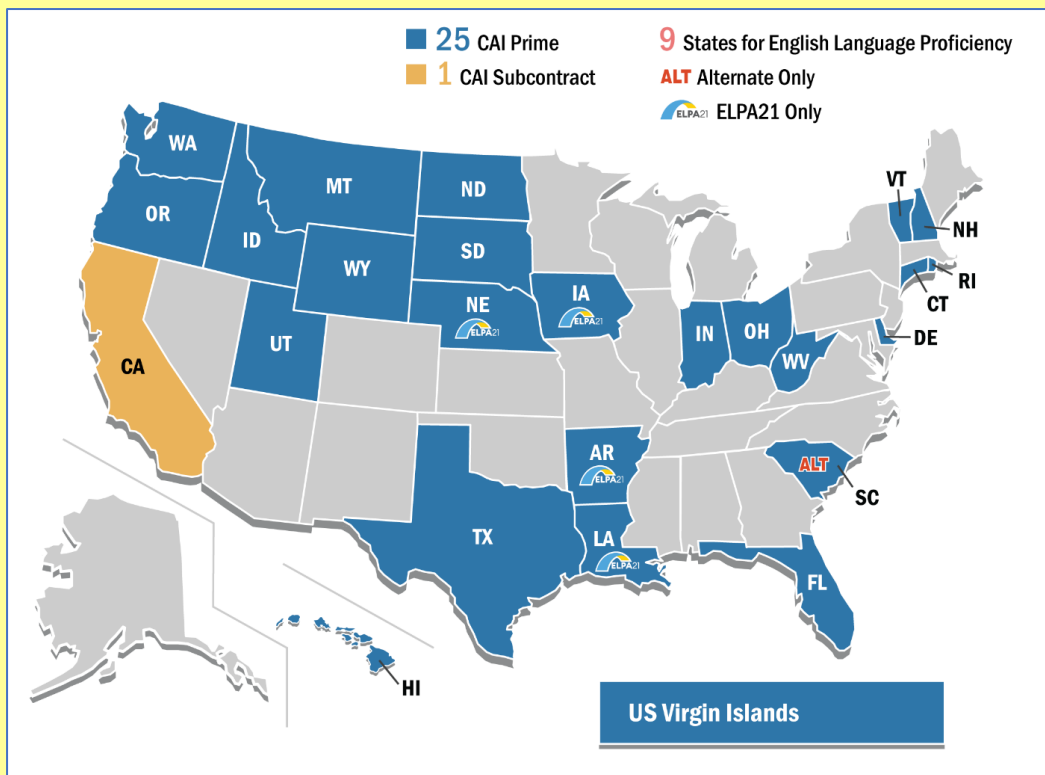 25 CAI Prime
1 CAI Subcontract
9 States for English Language Proficiency
ALT Alternate Only
ELPA21 ELPA21 Only
WA
MT
ND
VT
OR
ID
NH
SD
WY
RI
NE
ELPA21
IA
ELPA21
CT
UT
IN
OH
DE
WV
CA
AR
ELPA21
ALT
SC
TX
LA
ELPA21
FL
HI
US Virgin Islands